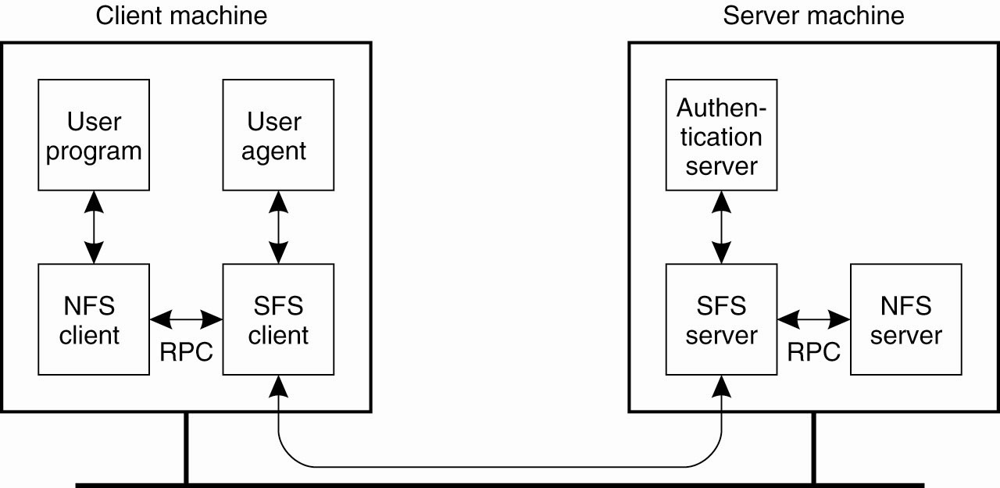 Client machine
Server machine
User
program
User
agent
Authen-
tication
server
NFS
client
RPC
SFS
client
SFS
server
RPC
NFS
server